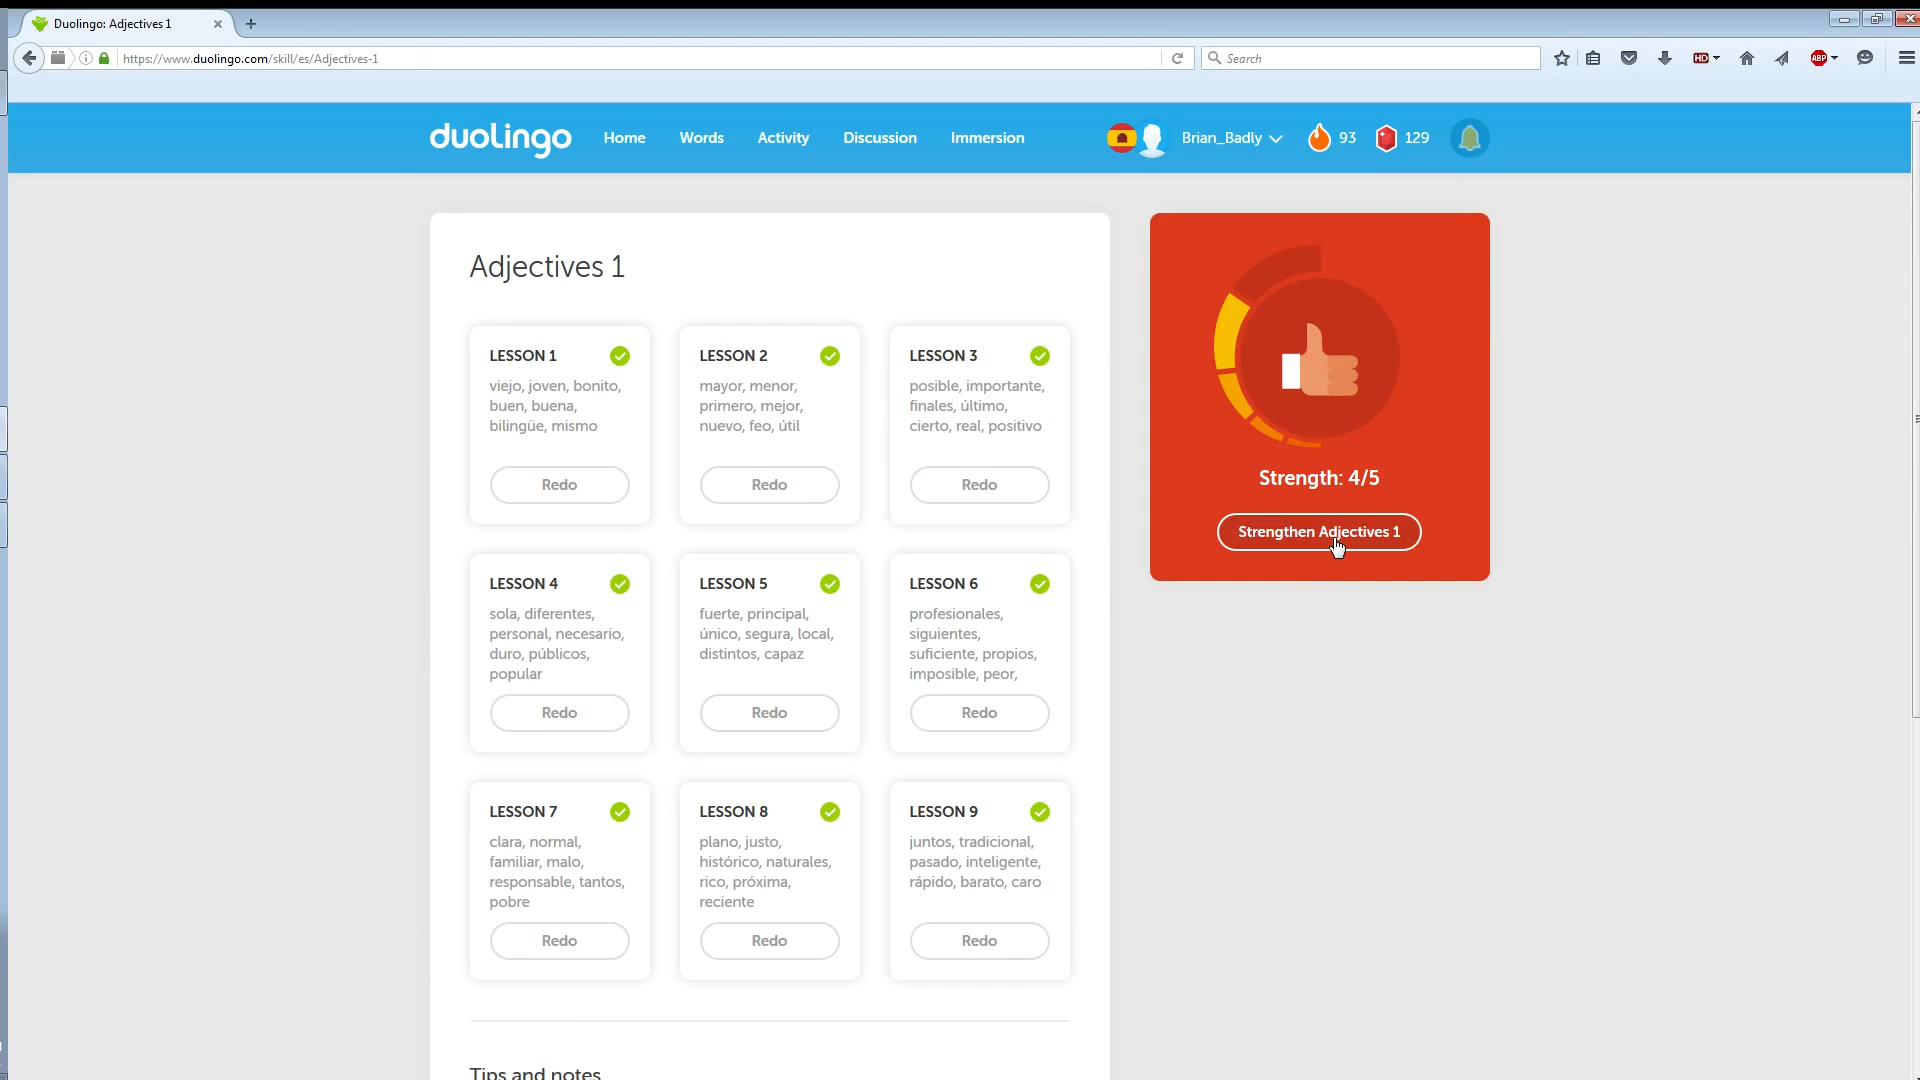 Duolingo: Adjectives 1
https://www.duolingo.com/skill/es/Adjectives-1
Search
HD
ABP
duolingo
Home
Words
Activity
Discussion
Immersion
Brian_Badly
93
129
Adjectives 1
LESSON 1
viejo, joven, bonito,
buen, buena,
bilingüe, mismo
Redo
LESSON 2
mayor, menor,
primero, mejor,
nuevo, feo, útil
Redo
LESSON 3
posible, importante,
finales, último,
cierto, real, positivo
Redo
Strength: 4/5
Strengthen Adjectives 1
LESSON 4
sola, diferentes,
personal, necesario,
duro, públicos,
popular
Redo
LESSON 5
fuerte, principal,
único, segura, local,
distintos, capaz
Redo
LESSON 6
profesionales,
siguientes,
suficiente, propios,
imposible, peor,
Redo
LESSON 7
clara, normal,
familiar, malo,
responsable, tantos,
pobre
Redo
LESSON 8
plano, justo,
histórico, naturales,
rico, próxima,
reciente
Redo
LESSON 9
juntos, tradicional,
pasado, inteligente,
rápido, barato, caro
Redo
Tips and notes